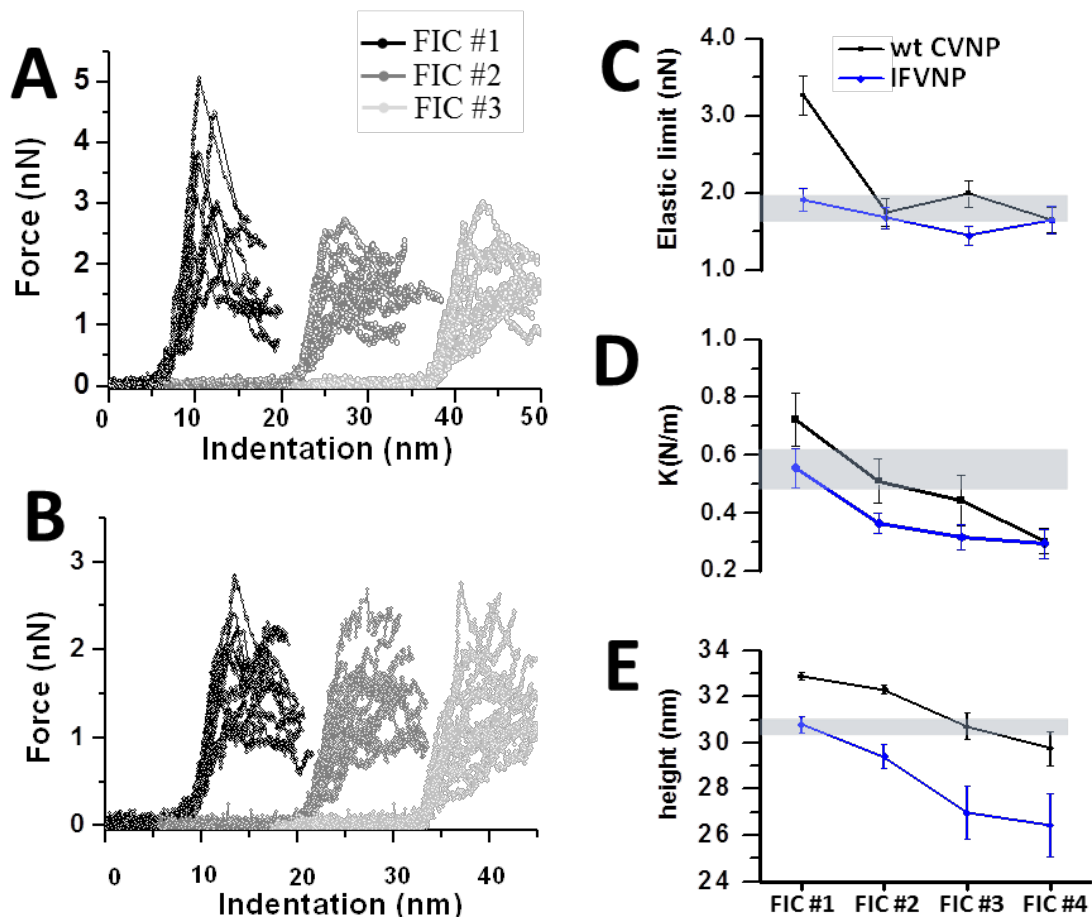 A
FIC #1
FIC #2
FIC #3
Force (nN)
5
4
3
2
1
0
0 10 20 30 40 50
Indentation (nm)
B
Force (nN)
3
2
1
0
0 10 20 30 40
Indentation (nm)
C
wt CVNP
IFVNP
Elastic limit (nN)
4.0
3.0
2.0
1.0
D
K(N/m)
1.0
0.8
0.6
0.4
0.2
E
height (nm)
34
32
30
28
26
24
FIC #1 FIC #2 FIC #3 FIC #4